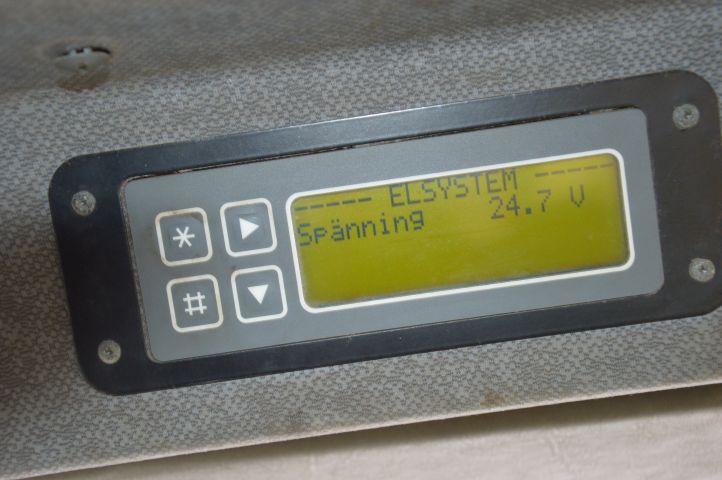 ----- ELSYSTEM -----
Spänning 24.7 V
*
#